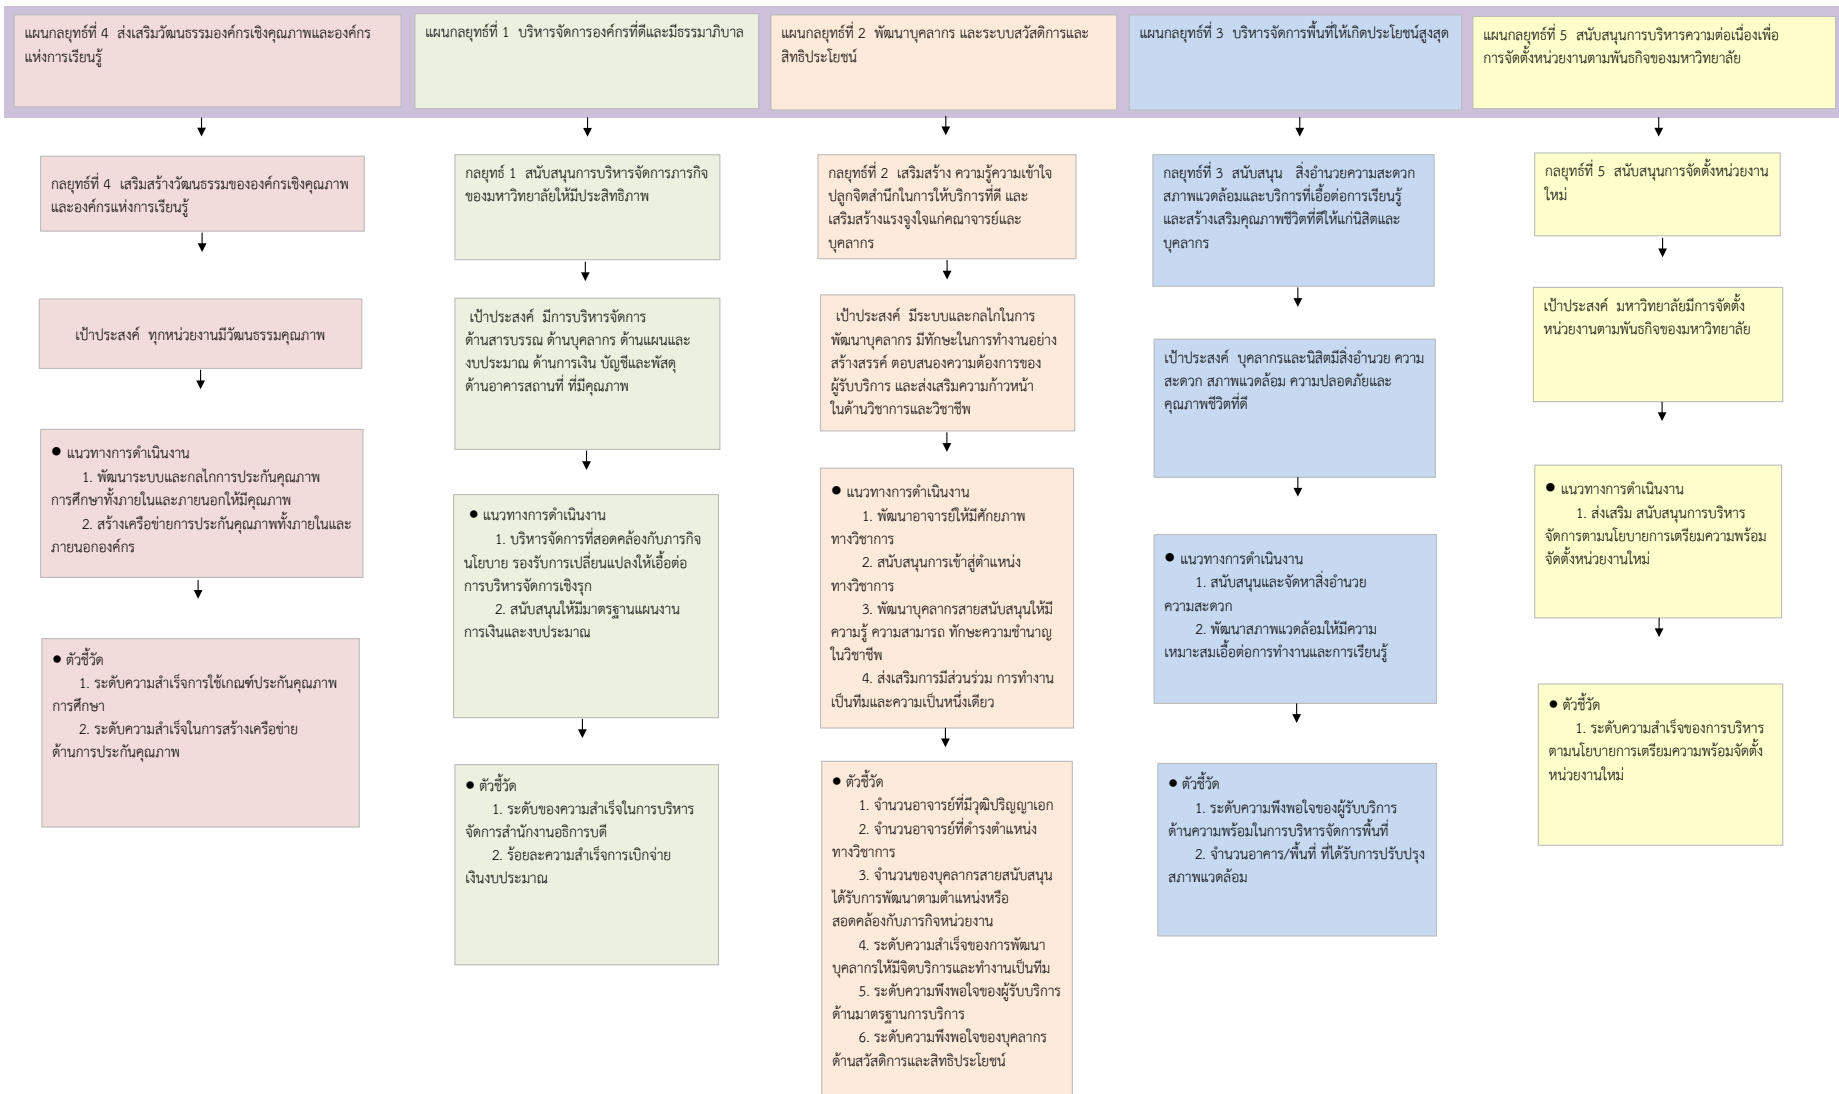 แผนกลยุทธ์ที่ 4 ส่งเสริมวัฒนธรรมองค์กรเชิงคุณภาพและองค์กร
แห่งการเรียนรู้
กลยุทธ์ที่ 4 เสริมสร้างวัฒนธรรมขององค์กรเชิงคุณภาพ
และองค์กรแห่งการเรียนรู้
เป้าประสงค์ ทุกหน่วยงานมีวัฒนธรรมคุณภาพ
● แนวทางการดำเนินงาน
1. พัฒนาระบบและกลไกการประกันคุณภาพ
การศึกษาทั้งภายในและภายนอกให้มีคุณภาพ
2. สร้างเครือข่ายการประกันคุณภาพทั้งภายในและ
ภายนอกองค์กร
● ตัวชี้วัด
1. ระดับความสำเร็จการใช้เกณฑ์ประกันคุณภาพ
การศึกษา
2. ระดับความสำเร็จในการสร้างเครือข่าย
ด้านการประกันคุณภาพ
แผนกลยุทธ์ที่ 1 บริหารจัดการองค์กรที่ดีและมีธรรมาภิบาล
กลยุทธ์ 1 สนับสนุนการบริหารจัดการภารกิจ
ของมหาวิทยาลัยให้มีประสิทธิภาพ
เป้าประสงค์ มีการบริหารจัดการ
ด้านสารบรรณ ด้านบุคลากร ด้านแผนและ
งบประมาณ ด้านการเงิน บัญชีและพัสดุ
ด้านอาคารสถานที่ ที่มีคุณภาพ
● แนวทางการดำเนินงาน
1. บริหารจัดการที่สอดคล้องกับภารกิจ
นโยบาย รองรับการเปลี่ยนแปลงให้เอื้อต่อ
การบริหารจัดการเชิงรุก
2. สนับสนุนให้มีมาตรฐานแผนงาน
การเงินและงบประมาณ
● ตัวชี้วัด
1. ระดับของความสำเร็จในการบริหาร
จัดการสำนักงานอธิการบดี
2. ร้อยละความสำเร็จการเบิกจ่าย
เงินงบประมาณ
แผนกลยุทธ์ที่ 2 พัฒนาบุคลากร และระบบสวัสดิการและ
สิทธิประโยชน์
กลยุทธ์ที่ 2 เสริมสร้าง ความรู้ความเข้าใจ
ปลูกจิตสำนึกในการให้บริการที่ดี และ
เสริมสร้างแรงจูงใจแก่คณาจารย์และ
บุคลากร
เป้าประสงค์ มีระบบและกลไกในการ
พัฒนาบุคลากร มีทักษะในการทำงานอย่าง
สร้างสรรค์ ตอบสนองความต้องการของ
ผู้รับบริการ และส่งเสริมความก้าวหน้า
ในด้านวิชาการและวิชาชีพ
● แนวทางการดำเนินงาน
1. พัฒนาอาจารย์ให้มีศักยภาพ
ทางวิชาการ
2. สนับสนุนการเข้าสู่ตำแหน่ง
ทางวิชาการ
3. พัฒนาบุคลากรสายสนับสนุนให้มี
ความรู้ ความสามารถ ทักษะความชำนาญ
ในวิชาชีพ
4. ส่งเสริมการมีส่วนร่วม การทำงาน
เป็นทีมและความเป็นหนึ่งเดียว
● ตัวชี้วัด
1. จำนวนอาจารย์ที่มีวุฒิปริญญาเอก
2. จำนวนอาจารย์ที่ดำรงตำแหน่ง
ทางวิชาการ
3. จำนวนของบุคลากรสายสนับสนุน
ได้รับการพัฒนาตามตำแหน่งหรือ
สอดคล้องกับภารกิจหน่วยงาน
4. ระดับความสำเร็จของการพัฒนา
บุคลากรให้มีจิตบริการและทำงานเป็นทีม
5. ระดับความพึงพอใจของผู้รับบริการ
ด้านมาตรฐานการบริการ
6. ระดับความพึงพอใจของบุคลากร
ด้านสวัสดิการและสิทธิประโยชน์
แผนกลยุทธ์ที่ 3 บริหารจัดการพื้นที่ให้เกิดประโยชน์สูงสุด
กลยุทธ์ที่ 3 สนับสนุน สิ่งอำนวยความสะดวก
สภาพแวดล้อมและบริการที่เอื้อต่อการเรียนรู้
และสร้างเสริมคุณภาพชีวิตที่ดีให้แก่นิสิตและ
บุคลากร
เป้าประสงค์ บุคลากรและนิสิตมีสิ่งอำนวย ความ
สะดวก สภาพแวดล้อม ความปลอดภัยและ
คุณภาพชีวิตที่ดี
● แนวทางการดำเนินงาน
1. สนับสนุนและจัดหาสิ่งอำนวย
ความสะดวก
2. พัฒนาสภาพแวดล้อมให้มีความ
เหมาะสมเอื้อต่อการทำงานและการเรียนรู้
● ตัวชี้วัด
1. ระดับความพึงพอใจของผู้รับบริการ
ด้านความพร้อมในการบริหารจัดการพื้นที่
2. จำนวนอาคาร/พื้นที่ ที่ได้รับการปรับปรุง
สภาพแวดล้อม
แผนกลยุทธ์ที่ 5 สนับสนุนการบริหารความต่อเนื่องเพื่อ
การจัดตั้งหน่วยงานตามพันธกิจของมหาวิทยาลัย
กลยุทธ์ที่ 5 สนับสนุนการจัดตั้งหน่วยงาน
ใหม่
เป้าประสงค์ มหาวิทยาลัยมีการจัดตั้ง
หน่วยงานตามพันธกิจของมหาวิทยาลัย
● แนวทางการดำเนินงาน
1. ส่งเสริม สนับสนุนการบริหาร
จัดการตามนโยบายการเตรียมความพร้อม
จัดตั้งหน่วยงานใหม่
● ตัวชี้วัด
1. ระดับความสำเร็จของการบริหาร
ตามนโยบายการเตรียมความพร้อมจัดตั้ง
หน่วยงานใหม่